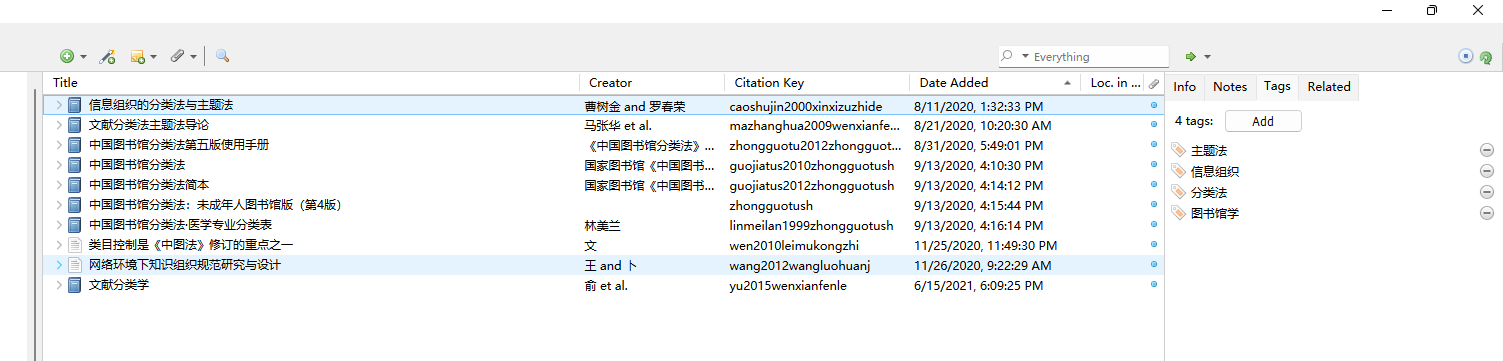 Everything
Title Creator Citation Key Date Added Loc. in ...
信息组织的分类法与主题法 曹树金 and 罗春荣 caoshujin2000xinxizuzhide 8/11/2020, 1:32:33 PM
文献分类法主题法导论 马张华 et al. mazhanghua2009wenxianfe... 8/21/2020, 10:20:30 AM
中国图书馆分类法第五版使用手册 《中国图书馆分类法》... zhongguotu2012zhongguot... 8/31/2020, 5:49:01 PM
中国图书馆分类法 国家图书馆《中国图书... guojiatus2010zhongguotush 9/13/2020, 4:10:30 PM
中国图书馆分类法简本 国家图书馆《中国图书... guojiatus2012zhongguotush 9/13/2020, 4:14:12 PM
中国图书馆分类法：未成年人图书馆版（第4版） zhongguotush 9/13/2020, 4:15:44 PM
中国图书馆分类法·医学专业分类表 林美兰 linmeilan1999zhongguotush 9/13/2020, 4:16:14 PM
类目控制是《中图法》修订的重点之一 文 wen2010leimukongzhi 11/25/2020, 11:49:30 PM
网络环境下知识组织规范研究与设计 王 and 卜 wang2012wangluohuanj 11/26/2020, 9:22:29 AM
文献分类学 俞 et al. yu2015wenxianfenle 6/15/2021, 6:09:25 PM
Info Notes Tags Related
4 tags: Add
主题法
信息组织
分类法
图书馆学